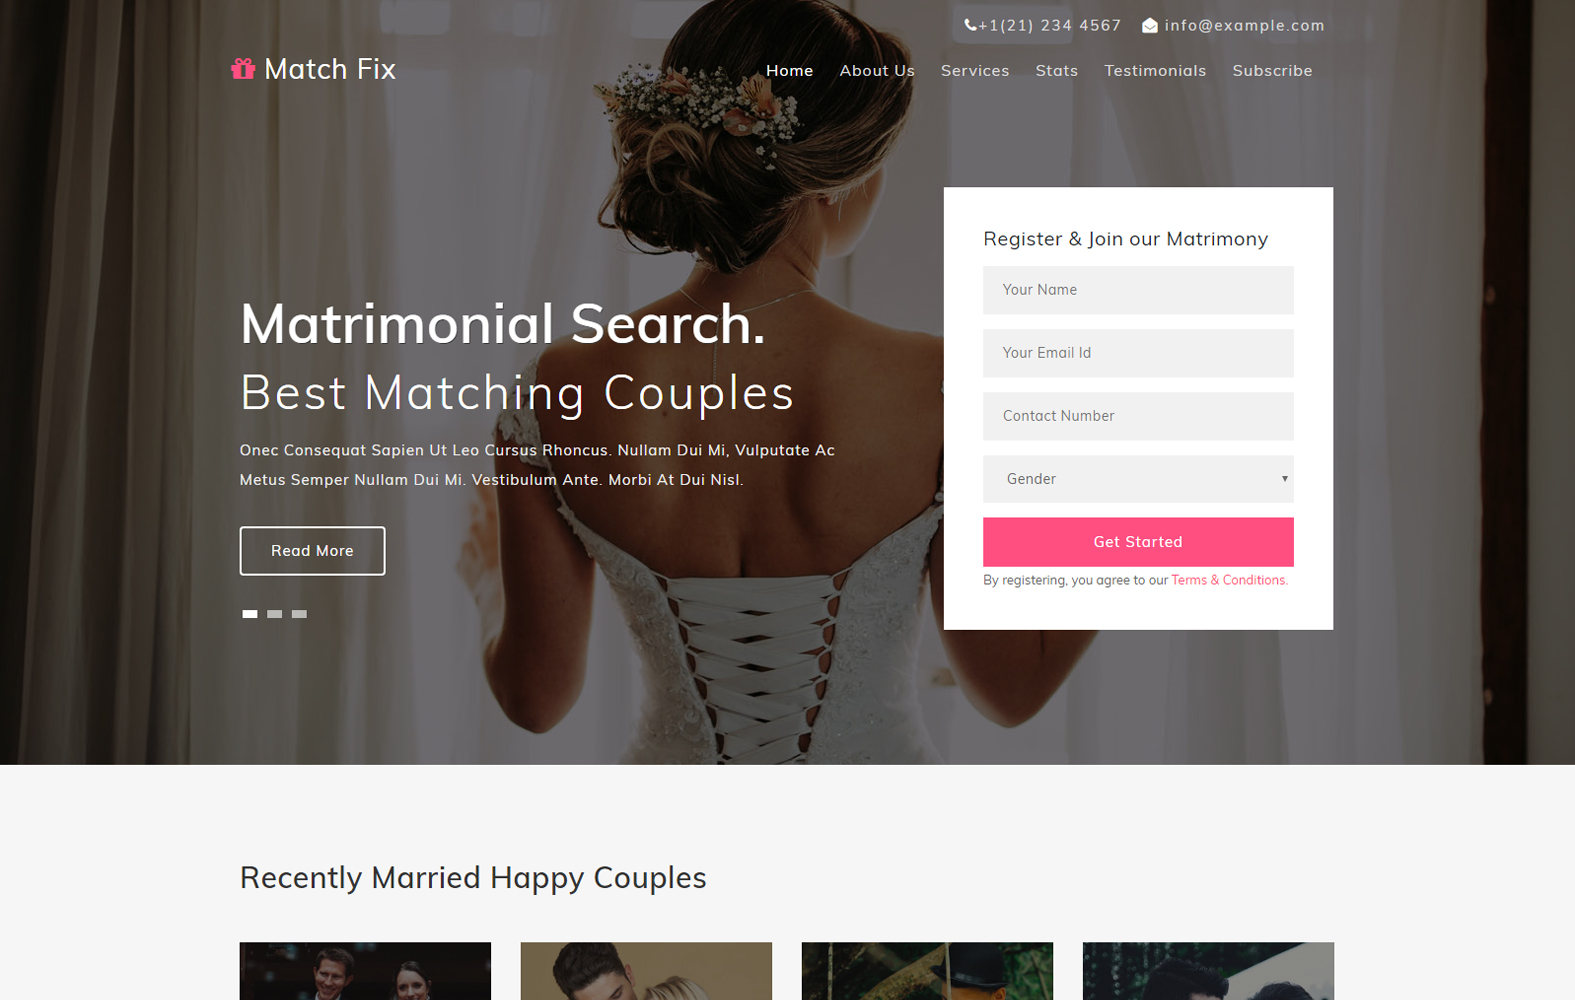 +1(21) 234 4567 info@example.com
Match Fix
Home About Us Services Stats Testimonials Subscribe
Matrimonial Search.
Best Matching Couples
Onec Consequat Sapien Ut Leo Cursus Rhoncus. Nullam Dui Mi, Vulputate Ac
Metus Semper Nullam Dui Mi. Vestibulum Ante. Morbi At Dui Nisl.
Read More
Register & Join our Matrimony
Your Name
Your Email Id
Contact Number
Gender
Get Started
By registering, you agree to our Terms & Conditions.
Recently Married Happy Couples